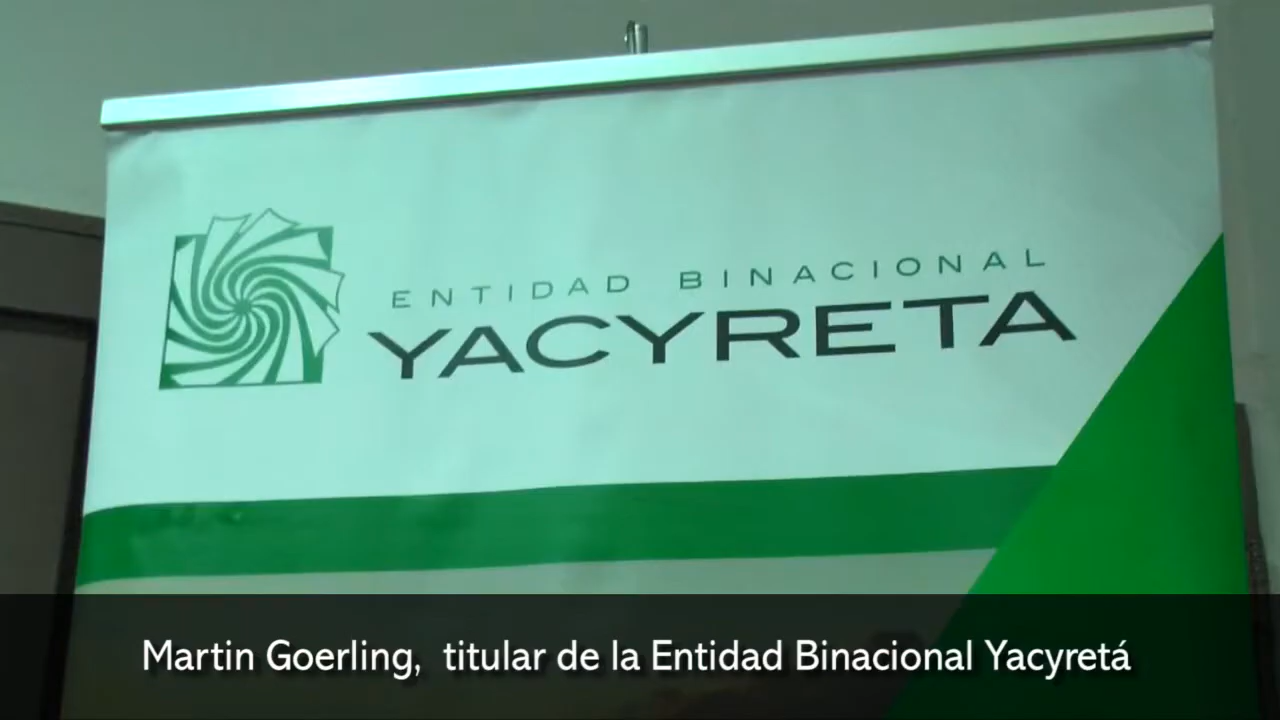 ENTIDAD BINACIONAL
YACYRETA
Martin Goerling, titular de la Entidad Binacional Yacyretá